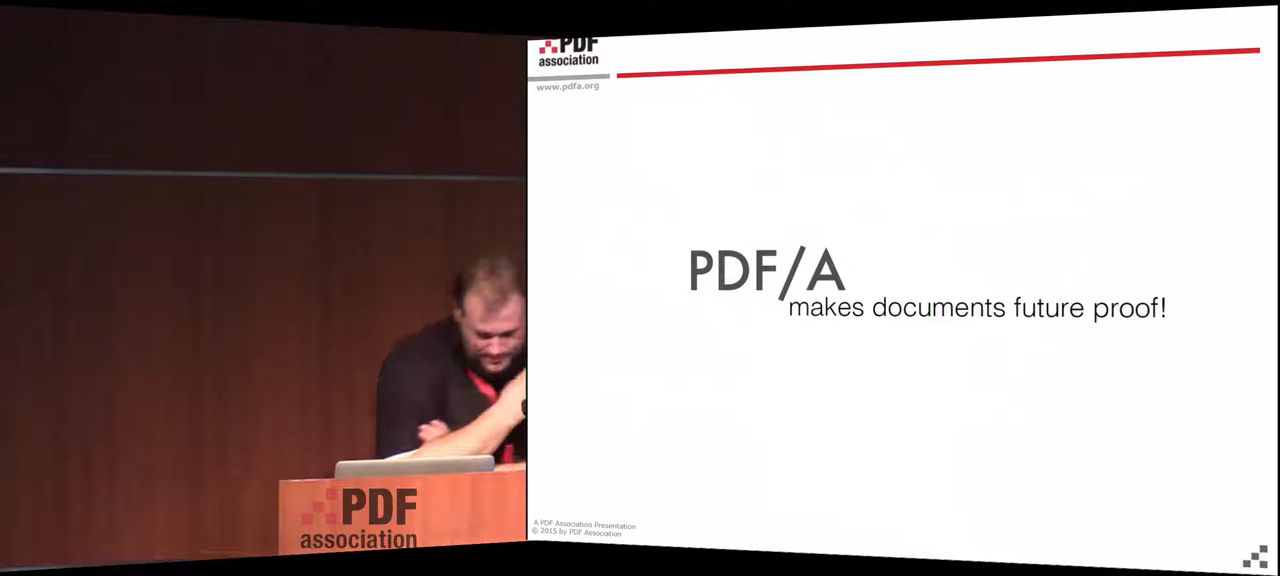 PDF
association
www.pdfa.org
PDF/A
makes documents future proof!
A PDF Association Presentation
© 2015 by PDF Association
PDF
association